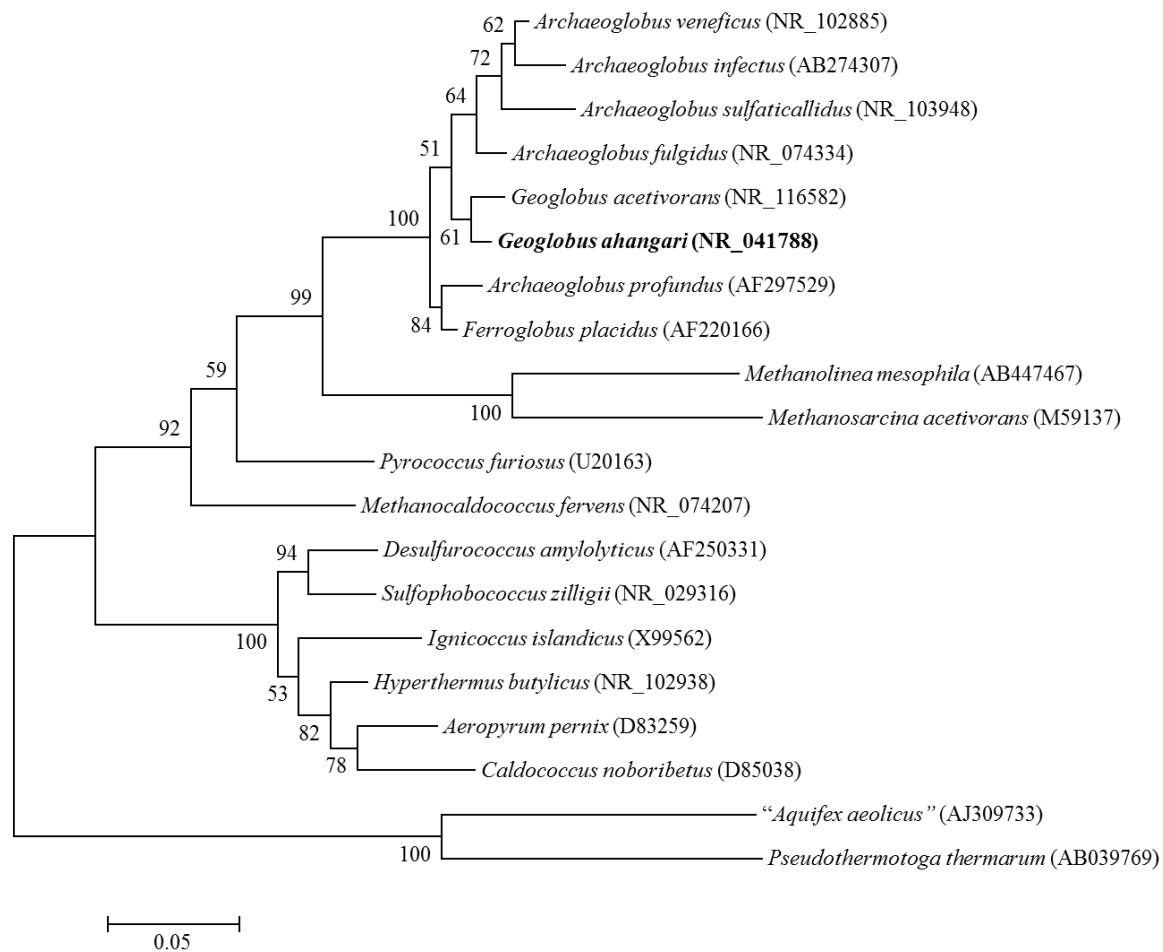 62
Archaeoglobus veneficus (NR_102885)
72
Archaeoglobus infectus (AB274307)
64
Archaeoglobus sulfaticallidus (NR_103948)
51
Archaeoglobus fulgidus (NR_074334)
Geoglobus acetivorans (NR_116582)
100
61
Geoglobus ahangari (NR_041788)
Archaeoglobus profundus (AF297529)
99
84
Ferroglobus placidus (AF220166)
59
Methanolinea mesophila (AB447467)
100
Methanosarcina acetivorans (M59137)
92
Pyrococcus furiosus (U20163)
Methanocaldococcus fervens (NR_074207)
94
Desulfurococcus amylolyticus (AF250331)
Sulfophobococcus zilligii (NR_029316)
100
Ignicoccus islandicus (X99562)
53
Hyperthermus butylicus (NR_102938)
82
Aeropyrum pernix (D83259)
78
Caldococcus noboribetus (D85038)
“Aquifex aeolicus” (AJ309733)
100
Pseudothermotoga thermarum (AB039769)
0.05